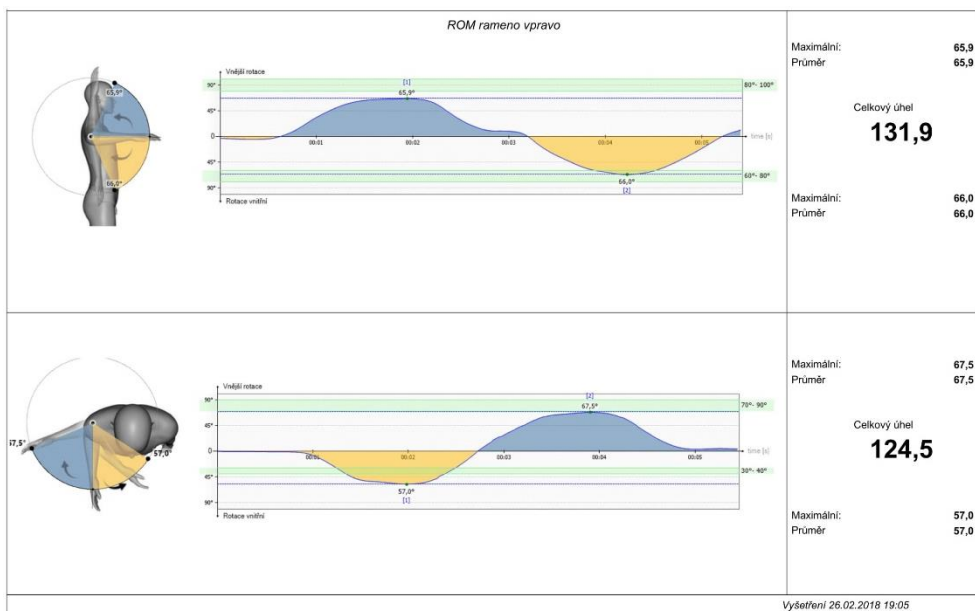 ROM rameno vpravo
Maximální: 65,9
Průměr 65,9
Celkový úhel
131,9
Maximální: 66,0
Průměr 66,0
65,9°
66,0°
Vnější rotace
90°
45°
0
45°
90°
Rotace vnitřní
[1]
65,9°
80°- 100°
time [s]
00:01 00:02 00:03 00:04 00:05
66,0°
[2]
60°- 80°
Maximální: 67,5
Průměr 67,5
Celkový úhel
124,5
Maximální: 57,0
Průměr 57,0
57,0°
Vnější rotace
90°
45°
0
45°
90°
Rotace vnitřní
[2]
67,5°
70°- 90°
time [s]
00:01 00:02 00:03 00:04 00:05
30°- 40°
57,0°
[1]
Vyšetření 26.02.2018 19:05